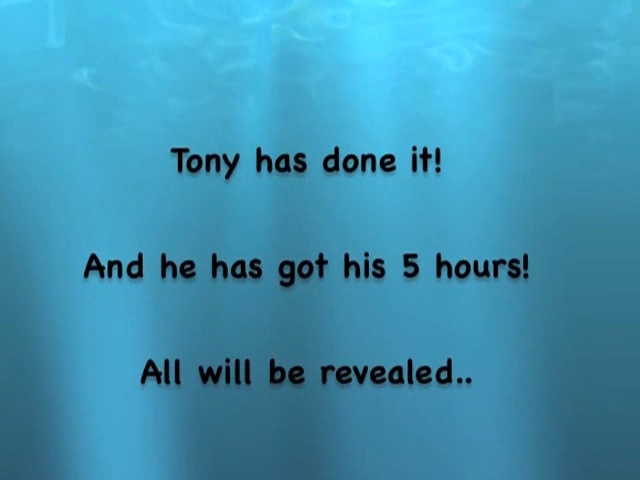 Tony has done it!
And he has got his 5 hours!
All will be revealed..